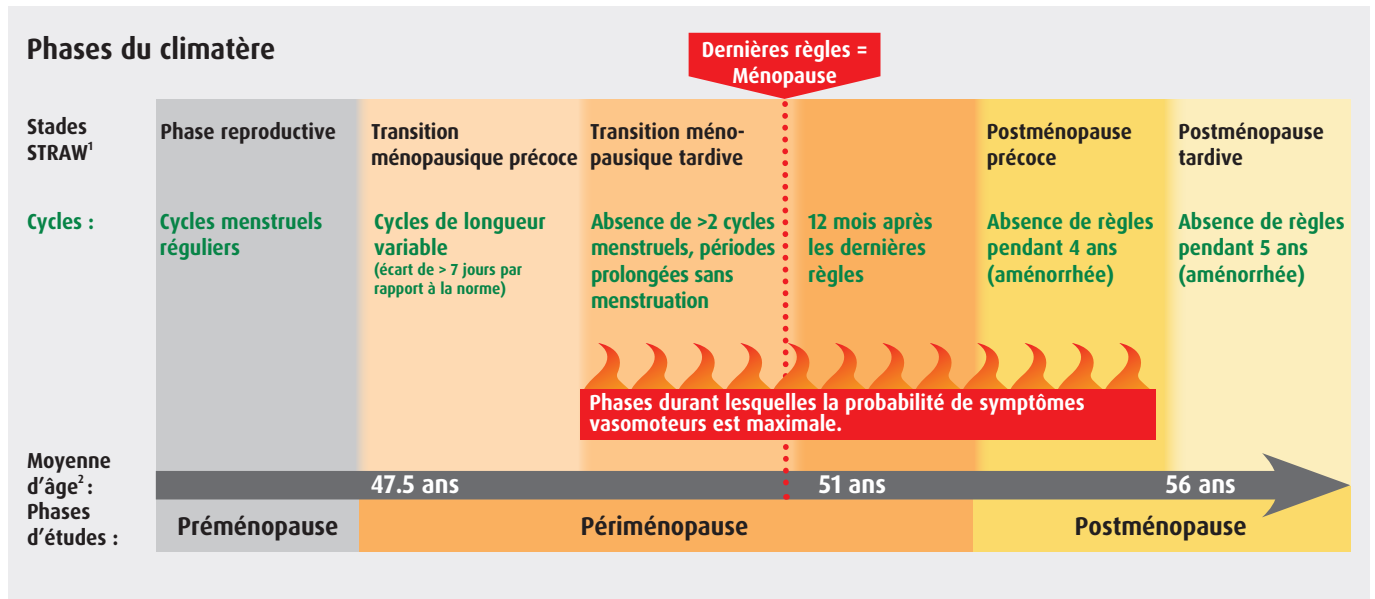 Phases du climatère
Dernières règles =
Ménopause
Stades
STRAW1
Phase reproductive
Transition
ménopausique précoce
Transition méno-
pausique tardive
Postménopause
précoce
Postménopause
tardive
Cycles :
Cycles menstruels
réguliers
Cycles de longueur
variable
(écart de > 7 jours par
rapport à la norme)
Absence de >2 cycles
menstruels, périodes
prolongées sans
menstruation
12 mois après
les dernières
règles
Absence de règles
pendant 4 ans
(aménorrhée)
Absence de règles
pendant 5 ans
(aménorrhée)
Phases durant lesquelles la probabilité de symptômes
vasomoteurs est maximale.
Moyenne
d'âge2 :
47.5 ans
51 ans
56 ans
Phases
d'études :
Préménopause
Périménopause
Postménopause